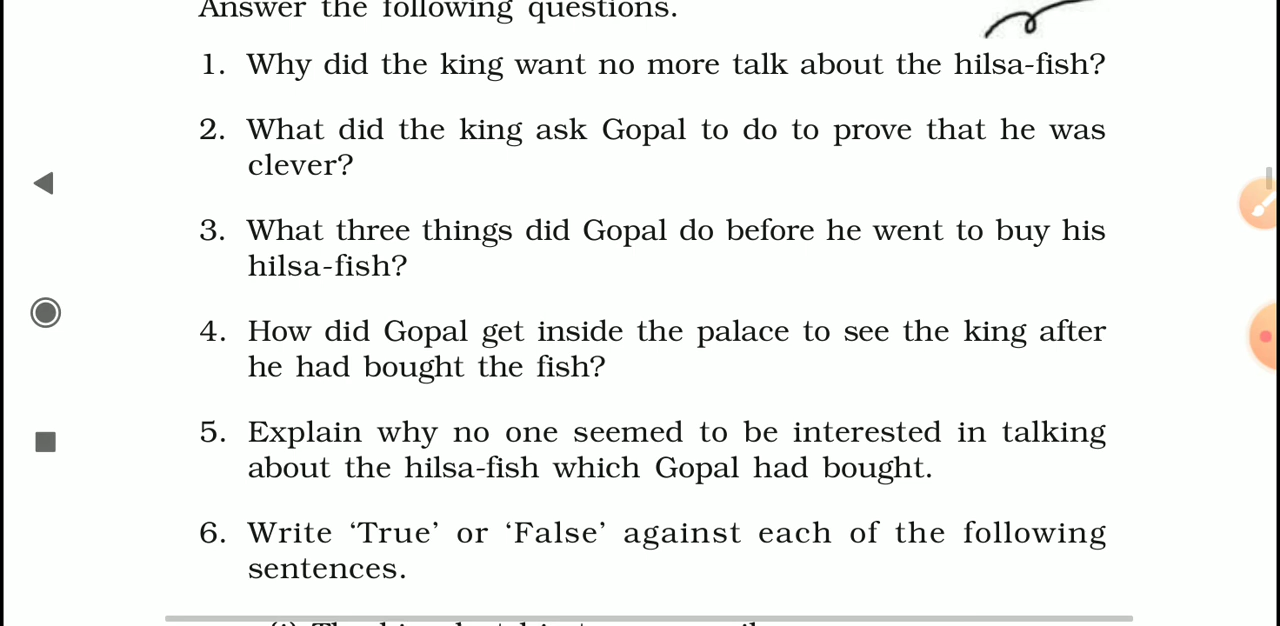 Answer the following questions.
1. Why did the king want no more talk about the hilsa-fish?
2. What did the king ask Gopal to do to prove that he was
clever?
3. What three things did Gopal do before he went to buy his
hilsa-fish?
4. How did Gopal get inside the palace to see the king after
he had bought the fish?
5. Explain why no one seemed to be interested in talking
about the hilsa-fish which Gopal had bought.
6. Write ‘True’ or ‘False’ against each of the following
sentences.